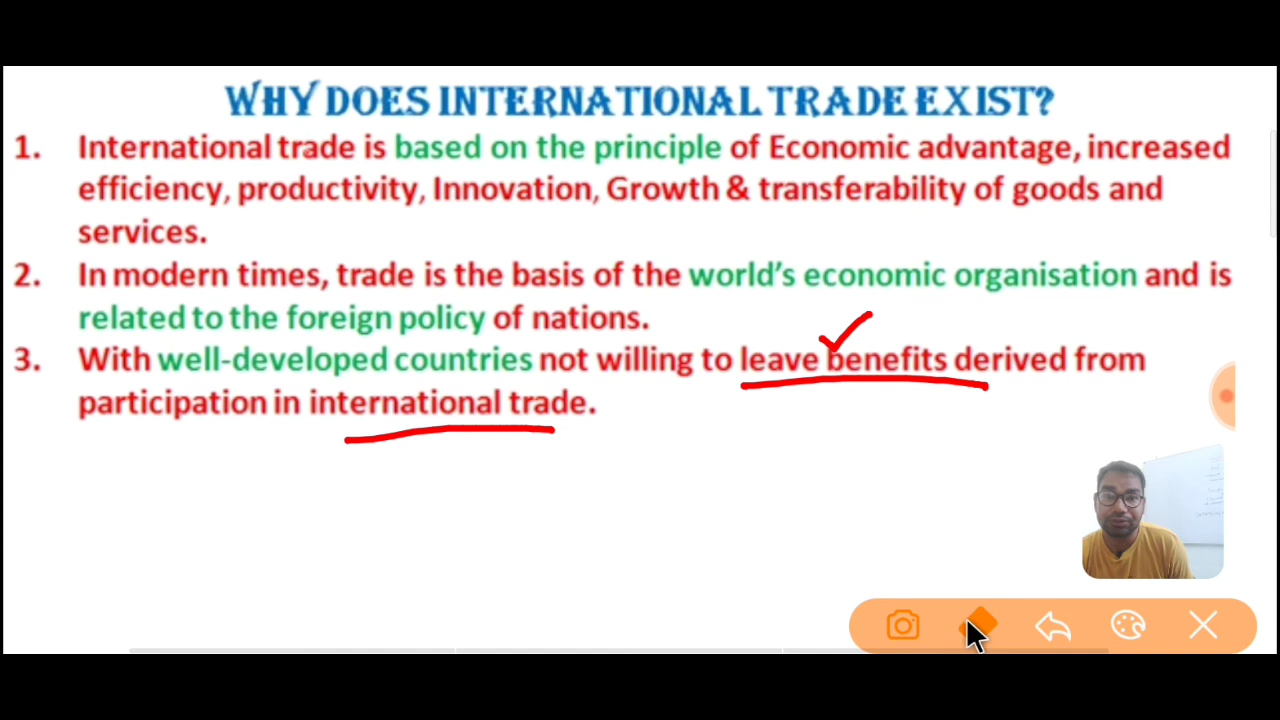 WHY DOES INTERNATIONAL TRADE EXIST?
1. International trade is based on the principle of Economic advantage, increased
efficiency, productivity, Innovation, Growth & transferability of goods and
services.
2. In modern times, trade is the basis of the world's economic organisation and is
related to the foreign policy of nations.
3. With well-developed countries not willing to leave benefits derived from
participation in international trade.